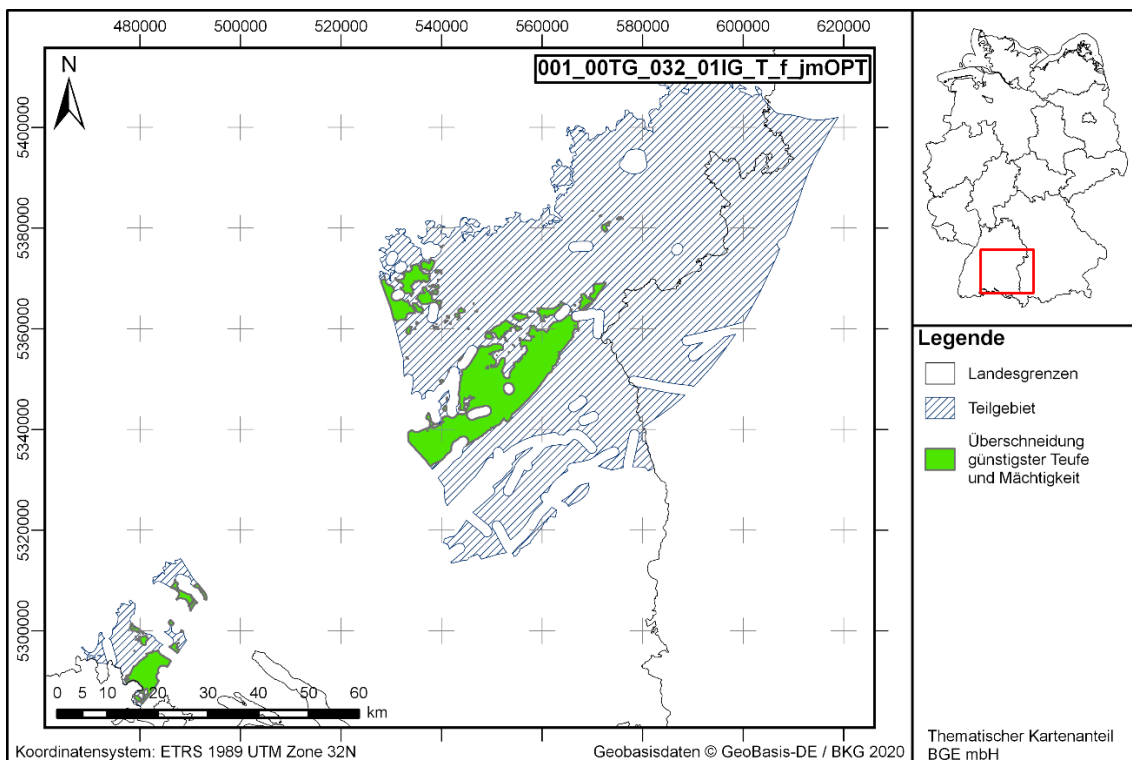 480000 500000 520000 540000 560000 580000 600000 620000
N
001_00TG_032_01IG_T_f_jmOPT
5400000
5380000
5360000
5340000
5320000
5300000
0 5 10 20 30 40 50 60
km
Koordinatensystem: ETRS 1989 UTM Zone 32N
Geobasisdaten © GeoBasis-DE / BKG 2020
Legende
Landesgrenzen
Teilgebiet
Überschneidung
günstigster Teufe
und Mächtigkeit
Thematischer Kartenanteil
BGE mbH